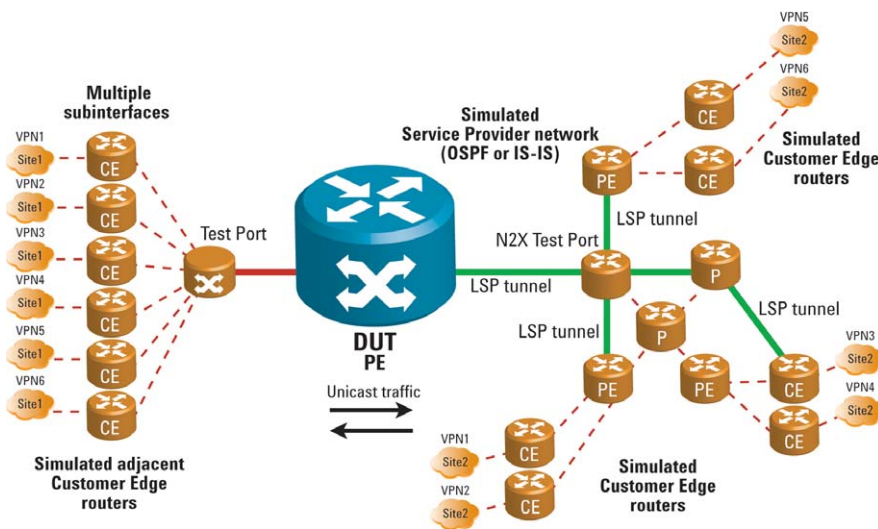 Multiple
subinterfaces
VPN1
Site1
CE
VPN2
Site1
CE
VPN3
Site1
CE
VPN4
Site1
CE
VPN5
Site1
CE
VPN6
Site1
CE
Simulated adjacent
Customer Edge
routers
Test Port
DUT
PE
Unicast traffic
Simulated
Service Provider network
(OSPF or IS-IS)
LSP tunnel
N2X Test Port
PE
LSP tunnel
CE
CE
VPN5
Site2
VPN6
Site2
Simulated
Customer Edge
routers
P
LSP tunnel
P
LSP tunnel
PE
PE
CE
CE
VPN3
Site2
VPN4
Site2
VPN1
Site2
CE
VPN2
Site2
CE
Simulated
Customer Edge
routers